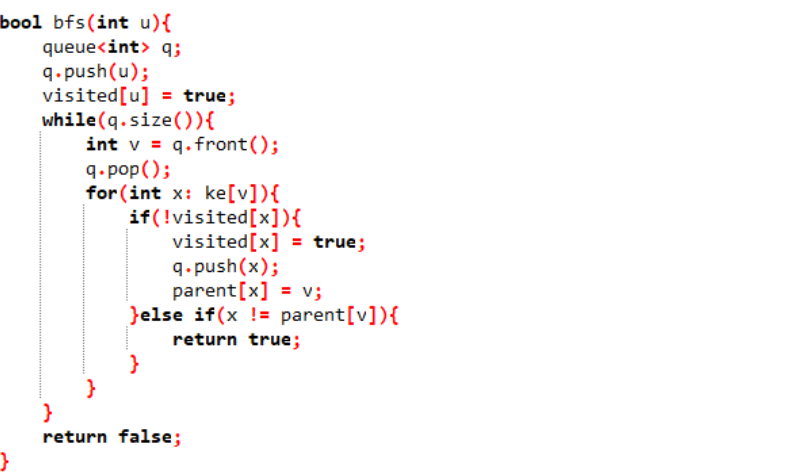 bool bfs(int u){
    queue<int> q;
    q.push(u);
    visited[u] = true;
    while(q.size()){
        int v = q.front();
        q.pop();
        for(int x: ke[v]){
            if(!visited[x]){
                visited[x] = true;
                q.push(x);
                parent[x] = v;
            }else if(x != parent[v]){
                return true;
            }
        }
    }
    return false;
}